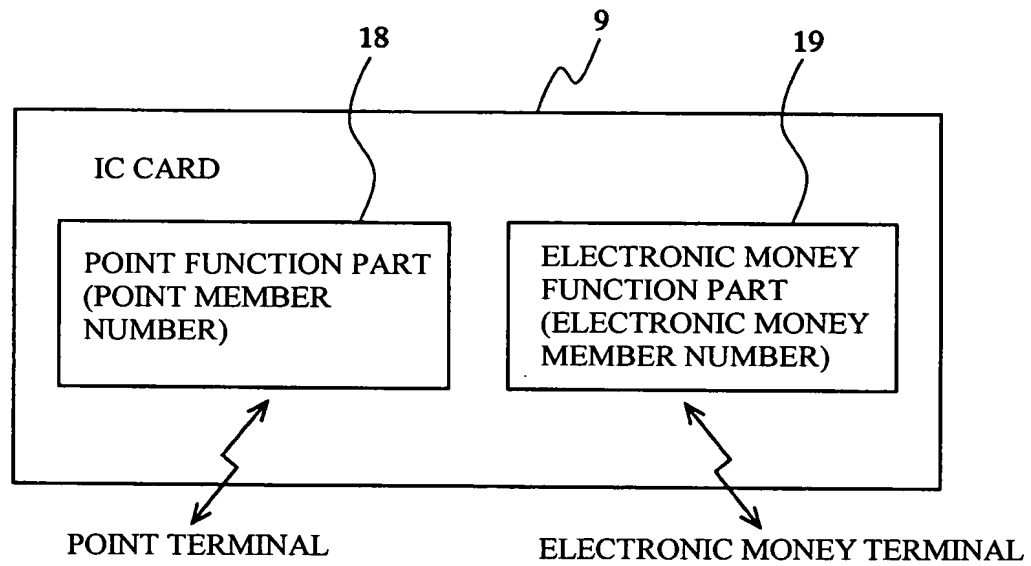 18
9
19
IC CARD
POINT FUNCTION PART
(POINT MEMBER
NUMBER)
ELECTRONIC MONEY
FUNCTION PART
(ELECTRONIC MONEY
MEMBER NUMBER)
POINT TERMINAL
ELECTRONIC MONEY TERMINAL